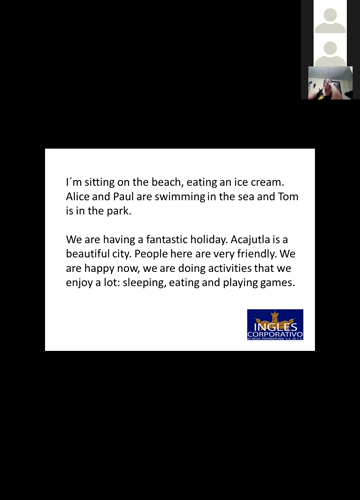 I´m sitting on the beach, eating an ice cream.
Alice and Paul are swimming in the sea and Tom
is in the park.
We are having a fantastic holiday. Acajutla is a
beautiful city. People here are very friendly. We
are happy now, we are doing activities that we
enjoy a lot: sleeping, eating and playing games.
INGLES
CORPORATIVO